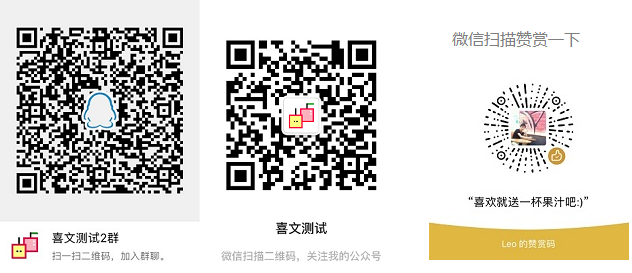 喜文测试2群
扫一扫二维码，加入群聊。
喜文测试
微信扫描二维码，关注我的公众号
微信扫描赞赏一下
“喜欢就送一杯果汁吧:)”
Leo 的赞赏码